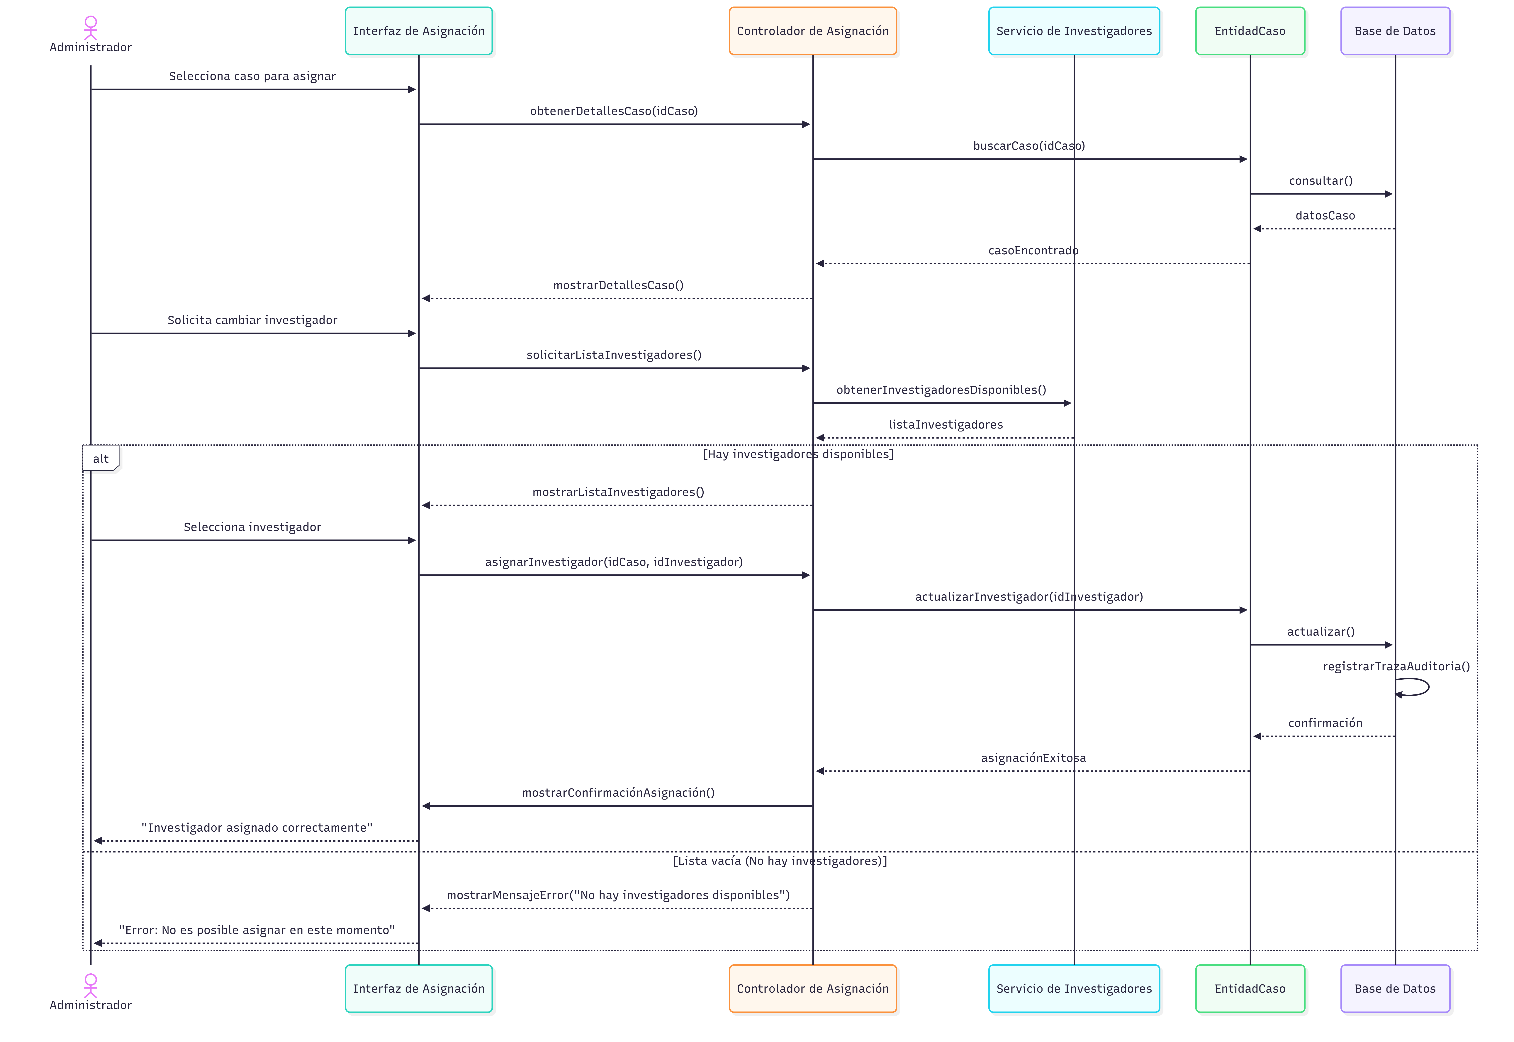 Administrador
Interfaz de Asignación
Controlador de Asignación
Servicio de Investigadores
EntidadCaso
Base de Datos
Selecciona caso para asignar
obtenerDetallesCaso(idCaso)
buscarCaso(idCaso)
consultar()
datosCaso
casoEncontrado
mostrarDetallesCaso()
Solicita cambiar investigador
solicitarListaInvestigadores()
obtenerInvestigadoresDisponibles()
listaInvestigadores
alt
[Hay investigadores disponibles]
mostrarListaInvestigadores()
Selecciona investigador
asignarInvestigador(idCaso, idInvestigador)
actualizarInvestigador(idInvestigador)
actualizar()
registrarTrazaAuditoria()
confirmación
asignaciónExitosa
mostrarConfirmaciónAsignación()
"Investigador asignado correctamente"
[Lista vacía (No hay investigadores)]
mostrarMensajeError("No hay investigadores disponibles")
"Error: No es posible asignar en este momento"
Administrador
Interfaz de Asignación
Controlador de Asignación
Servicio de Investigadores
EntidadCaso
Base de Datos